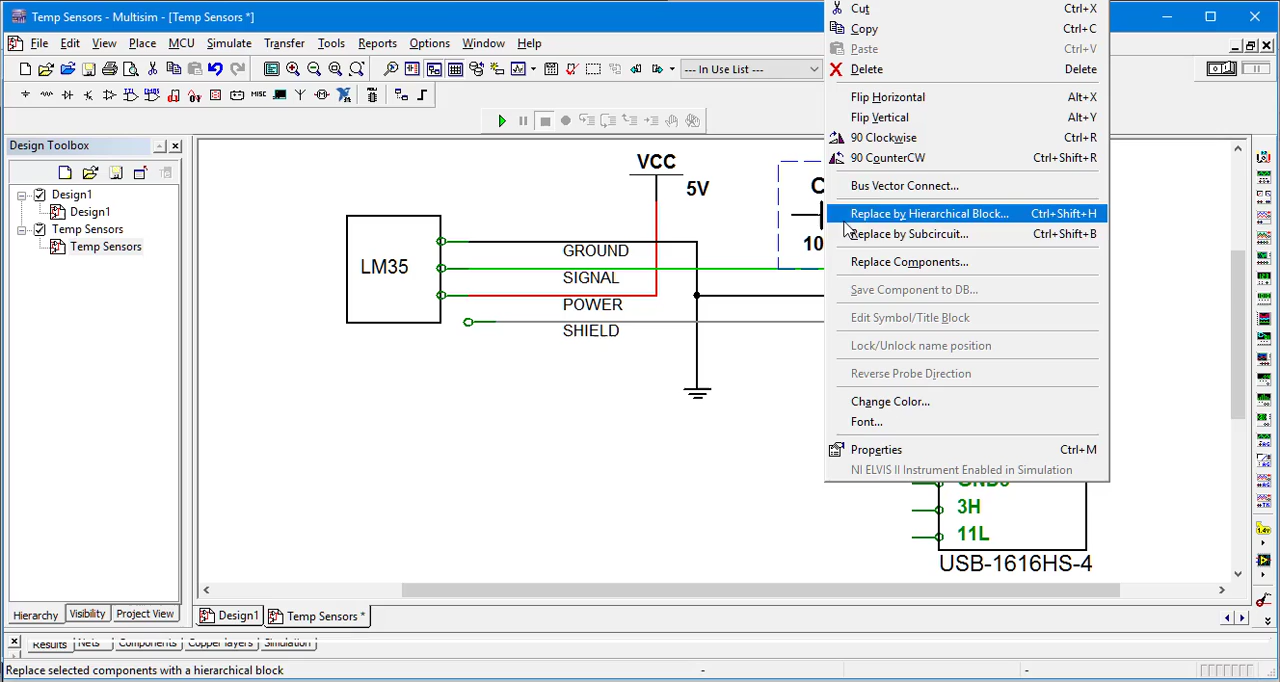 Temp Sensors - Multisim - [Temp Sensors *]
File Edit View Place MCU Simulate Transfer Tools Reports Options Window Help
--- In Use List ---
MISC
Design Toolbox
Design1
Design1
Temp Sensors
Temp Sensors
Hierarchy Visibility Project View
VCC
5V
LM35
GROUND
SIGNAL
POWER
SHIELD
C
10
Cut Ctrl+X
Copy Ctrl+C
Paste Ctrl+V
Delete Delete
Flip Horizontal Alt+X
Flip Vertical Alt+Y
90 Clockwise Ctrl+R
90 CounterCW Ctrl+Shift+R
Bus Vector Connect...
Replace by Hierarchical Block... Ctrl+Shift+H
Replace by Subcircuit... Ctrl+Shift+B
Replace Components...
Save Component to DB...
Edit Symbol/Title Block
Lock/Unlock name position
Reverse Probe Direction
Change Color...
Font...
Properties Ctrl+M
NI ELVIS II Instrument Enabled in Simulation
3H
11L
USB-1616HS-4
1.4v
Design1 Temp Sensors *
Results Nets Components Copper layers Simulation
Replace selected components with a hierarchical block - - -